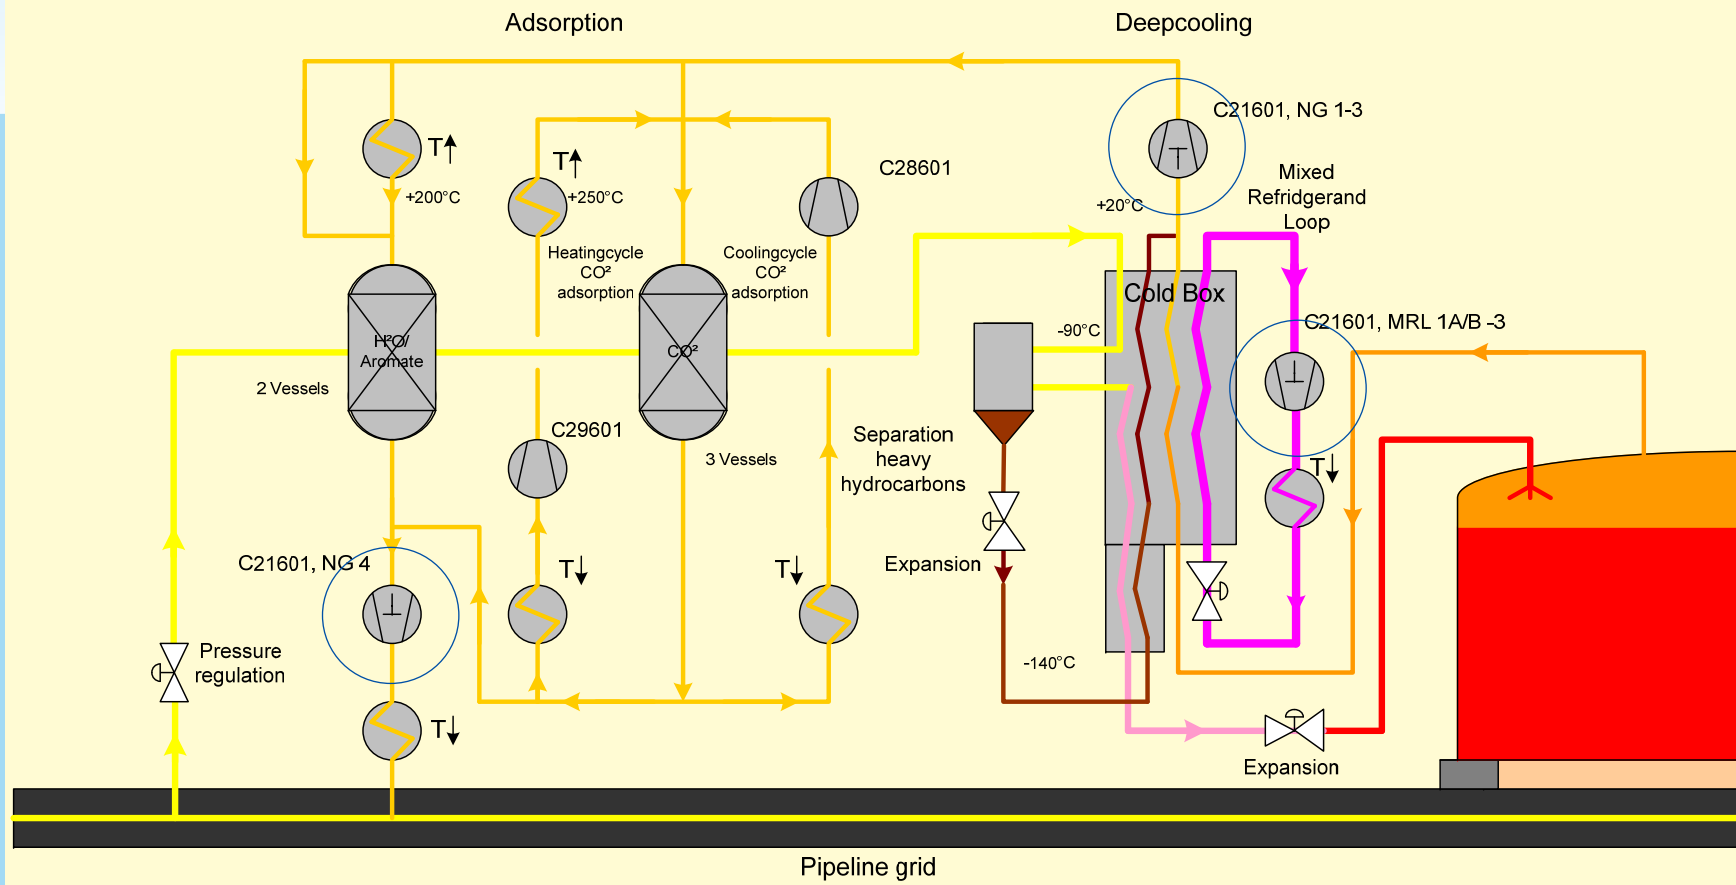 Adsorption
Deepcooling
C21601, NG 1-3
T
+200°C
T
+250°C
C28601
Mixed
Refridgerand
Loop
+20°C
Heatingcycle
CO²
adsorption
Coolingcycle
CO²
adsorption
Cold Box
C21601, MRL 1A/B -3
-90°C
H²O/
Aromate
CO²
2 Vessels
C29601
3 Vessels
Separation
heavy
hydrocarbons
T
C21601, NG 4
T
T
Expansion
Pressure
regulation
-140°C
T
Expansion
Pipeline grid